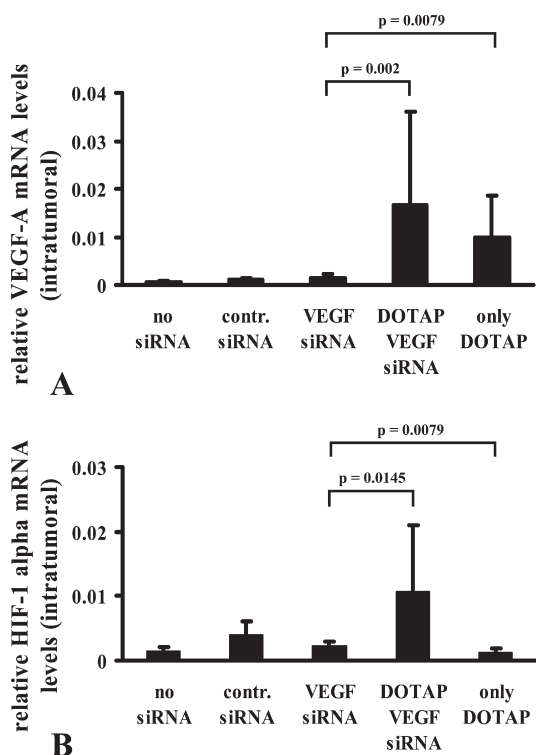 p = 0.0079
p = 0.002
relative VEGF-A mRNA levels
(intratumoral)
0.04
0.03
0.02
0.01
0
no
siRNA
contr.
siRNA
VEGF
siRNA
DOTAP
VEGF
siRNA
only
DOTAP
A
p = 0.0079
p = 0.0145
relative HIF-1 alpha mRNA
levels (intratumoral)
0.03
0.02
0.01
0
no
siRNA
contr.
siRNA
VEGF
siRNA
DOTAP
VEGF
siRNA
only
DOTAP
B